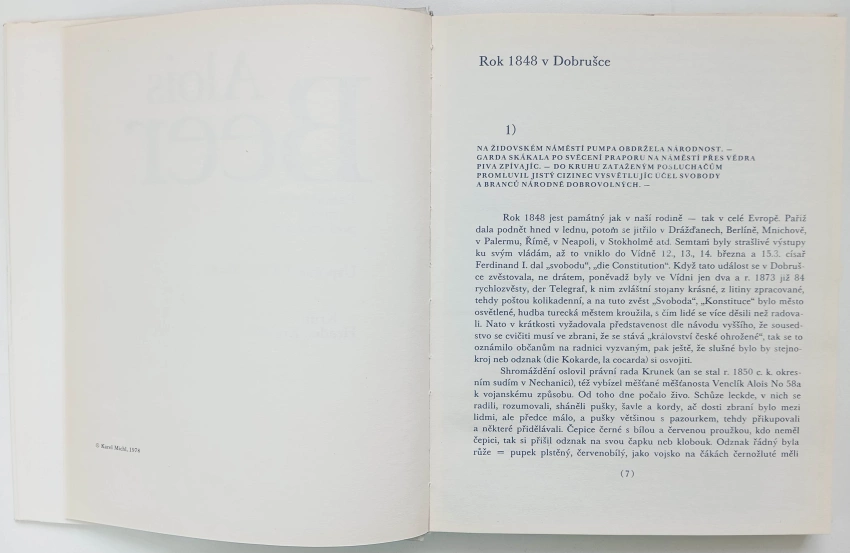 © Karel Michl, 1978
Rok 1848 v Dobrušce
1)
NA ŽIDOVSKÉM NÁMĚSTÍ PUMPA OBDRŽELA NÁRODNOST. —
GARDA SKÁKALA PO SVĚCENÍ PRAPORU NA NÁMĚSTÍ PŘES VĚDRA
PIVA ZPÍVAJÍC. — DO KRUHU ZATAŽENÝM POSLUCHAČŮM
PROMLUVIL JISTÝ CIZINEC VYSVĚTLUJÍC ÚČEL SVOBODY
A BRANCŮ NÁRODNĚ DOBROVOLNÝCH. —
Rok 1848 jest památný jak v naší rodině — tak v celé Evropě. Paříž
dala podnět hned v lednu, potom se jitřilo v Drážďanech, Berlíně, Mnichově,
v Palermu, Římě, v Neapoli, v Stokholmě atd. Semtam byly strašlivé výstupy
ku svým vládám, až to vniklo do Vídně 12., 13., 14. března a 15.3. císař
Ferdinand I. dal „svobodu“, „die Constitution“. Když tato událost se v Dobruš-
ce zvěstovala, ne drátem, poněvadž byly ve Vídni jen dva a r. 1873 již 84
rychlozvěsty, der Telegraf, k nim zvláštní stojany krásné, z litiny zpracované,
tehdy poštou kolikadenní, a na tuto zvěst „Svoboda“, „Konstituce“ bylo město
osvětlené, hudba turecká městem kroužila, s čím lidé se více děsili než radova-
li. Nato v krátkosti vyžadovala představenost dle návodu vyššího, že soused-
stvo se cvičiti musí ve zbrani, že se stává „království české ohrožené“, tak se to
oznámilo občanům na radnici vyzvaným, pak ještě, že slušné bylo by stejno-
kroj neb odznak (die Kokarde, la cocarda) si osvojiti.
Shromáždění oslovil právní rada Krunek (an se stal r. 1850 c. k. okres-
ním sudím v Nechanici), též vybízel měšťané měšťanosta Venclík Alois No 58a
k vojanskému způsobu. Od toho dne počalo živo. Schůze leckde, v nich se
radili, rozumovali, sháněli pušky, šavle a kordy, ač dosti zbraní bylo mezi
lidmi, ale předce málo, a pušky většinou s pazourkem, tehdy přikupovali
a některé přidělávali. Čepice černé s bílou a červenou proužkou, kdo neměl
čepici, tak si přišil odznak na svou čapku neb klobouk. Odznak řádný byla
růže = pupek plstěný, červenobílý, jako vojsko na čákách černožluté měli
(7)